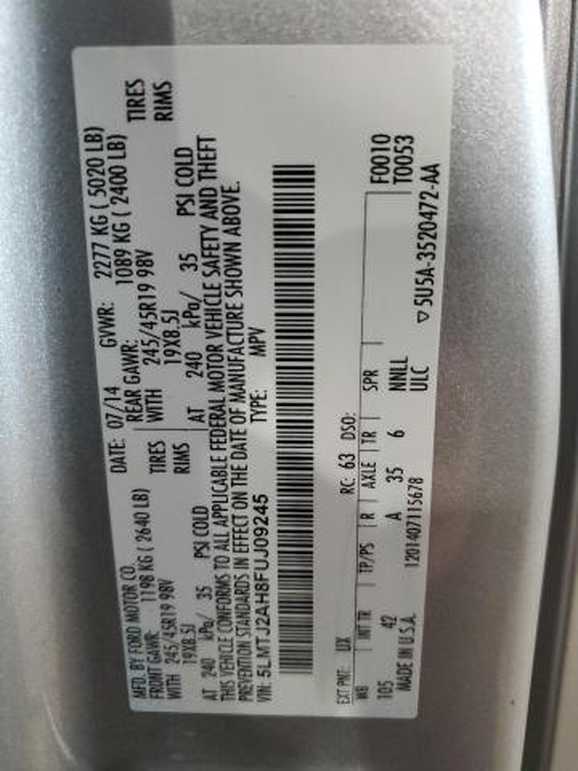 MFD. BY FORD MOTOR CO. DATE: 07/14 GVWR: 2277 KG ( 5020 LB)
FRONT GAWR: 1198 KG ( 2640 LB) REAR GAWR: 1089 KG ( 2400 LB)
WITH 245/45R19 98V TIRES WITH 245/45R19 98V TIRES
19X8.5J RIMS 19X8.5J RIMS
AT 240 kPa/ 35 PSI COLD AT 240 kPa/ 35 PSI COLD
THIS VEHICLE CONFORMS TO ALL APPLICABLE FEDERAL MOTOR VEHICLE SAFETY AND THEFT
PREVENTION STANDARDS IN EFFECT ON THE DATE OF MANUFACTURE SHOWN ABOVE.
VIN: 5LMTJ2AH8FUJ09245 TYPE: MPV
EXT PNT: UX RC: 63 DSO: F0010
WB INT TR TP/PS R AXLE TR SPR T0053
105 42 A 35 6 NNLL
MADE IN U.S.A. 1201407115678 ULC ▽5U5A-3520472-AA